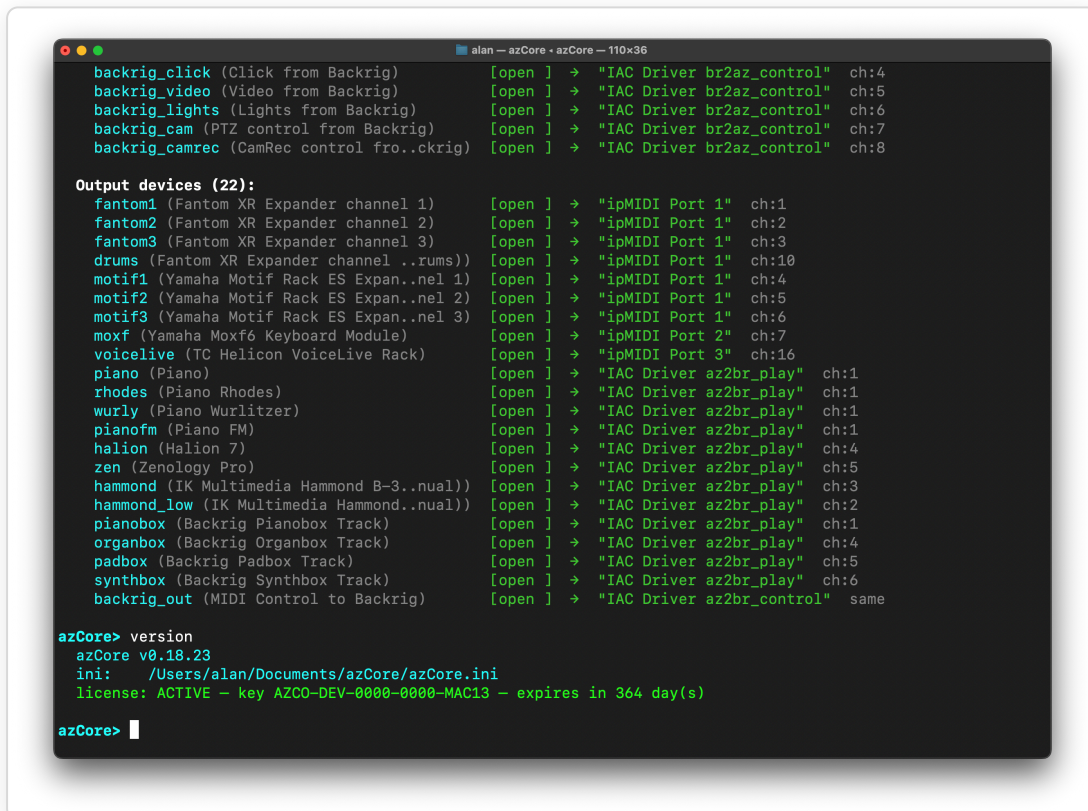 alan — azCore ◂ azCore — 110×36
backrig_click (Click from Backrig) [open ] → "IAC Driver br2az_control" ch:4
backrig_video (Video from Backrig) [open ] → "IAC Driver br2az_control" ch:5
backrig_lights (Lights from Backrig) [open ] → "IAC Driver br2az_control" ch:6
backrig_cam (PTZ control from Backrig) [open ] → "IAC Driver br2az_control" ch:7
backrig_camrec (CamRec control fro..ckrig) [open ] → "IAC Driver br2az_control" ch:8
Output devices (22):
fantom1 (Fantom XR Expander channel 1) [open ] → "ipMIDI Port 1" ch:1
fantom2 (Fantom XR Expander channel 2) [open ] → "ipMIDI Port 1" ch:2
fantom3 (Fantom XR Expander channel 3) [open ] → "ipMIDI Port 1" ch:3
drums (Fantom XR Expander channel ..rums)) [open ] → "ipMIDI Port 1" ch:10
motif1 (Yamaha Motif Rack ES Expan..nel 1) [open ] → "ipMIDI Port 1" ch:4
motif2 (Yamaha Motif Rack ES Expan..nel 2) [open ] → "ipMIDI Port 1" ch:5
motif3 (Yamaha Motif Rack ES Expan..nel 3) [open ] → "ipMIDI Port 1" ch:6
moxf (Yamaha Moxf6 Keyboard Module) [open ] → "ipMIDI Port 2" ch:7
voicelive (TC Helicon VoiceLive Rack) [open ] → "ipMIDI Port 3" ch:16
piano (Piano) [open ] → "IAC Driver az2br_play" ch:1
rhodes (Piano Rhodes) [open ] → "IAC Driver az2br_play" ch:1
wurly (Piano Wurlitzer) [open ] → "IAC Driver az2br_play" ch:1
pianofm (Piano FM) [open ] → "IAC Driver az2br_play" ch:1
halion (Halion 7) [open ] → "IAC Driver az2br_play" ch:4
zen (Zenology Pro) [open ] → "IAC Driver az2br_play" ch:5
hammond (IK Multimedia Hammond B-3..nual)) [open ] → "IAC Driver az2br_play" ch:3
hammond_low (IK Multimedia Hammond..nual)) [open ] → "IAC Driver az2br_play" ch:2
pianobox (Backrig Pianobox Track) [open ] → "IAC Driver az2br_play" ch:1
organbox (Backrig Organbox Track) [open ] → "IAC Driver az2br_play" ch:4
padbox (Backrig Padbox Track) [open ] → "IAC Driver az2br_play" ch:5
synthbox (Backrig Synthbox Track) [open ] → "IAC Driver az2br_play" ch:6
backrig_out (MIDI Control to Backrig) [open ] → "IAC Driver az2br_control" same
azCore> version
azCore v0.18.23
ini: /Users/alan/Documents/azCore/azCore.ini
license: ACTIVE — key AZCO-DEV-0000-0000-MAC13 — expires in 364 day(s)
azCore>